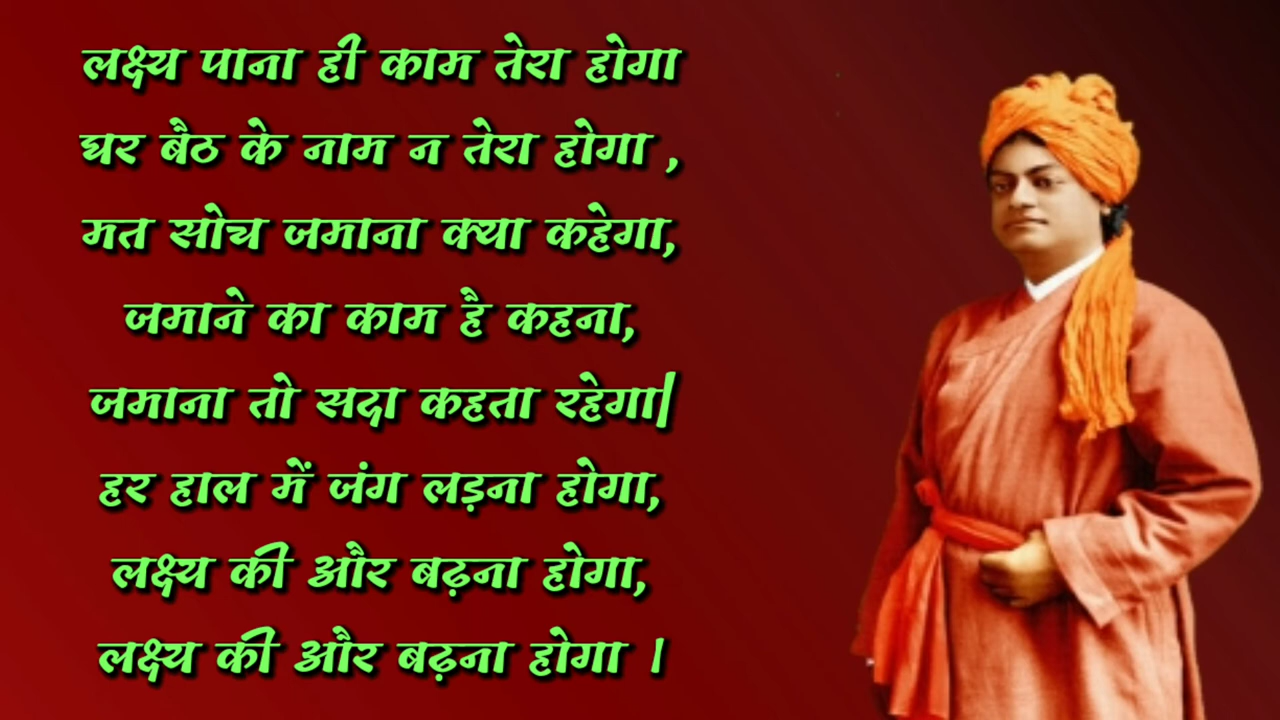 लक्ष्य पाना ही काम तेरा होगा
घर बैठ के नाम न तेरा होगा ,
मत सोच जमाना क्या कहेगा,
जमाने का काम है कहना,
जमाना तो सदा कहता रहेगा|
हर हाल में जंग लड़ना होगा,
लक्ष्य की और बढ़ना होगा,
लक्ष्य की और बढ़ना होगा ।